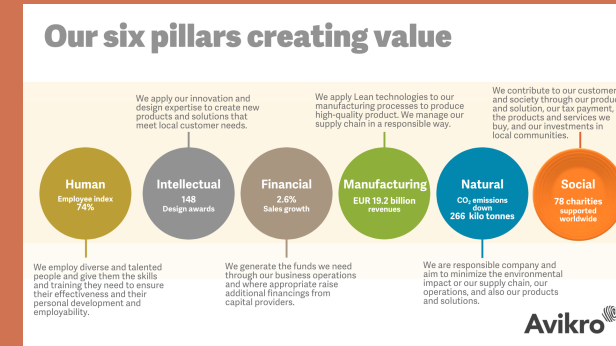 Our six pillars creating value
We apply our innovation and
design expertise to create new
products and solutions that
meet local customer needs.
We apply Lean technologies to our
manufacturing processes to produce
high-quality product. We manage our
supply chain in a responsible way.
We contribute to our customer
and society through our produc
and solution, our tax payment,
the products and services we
buy, and our investments in
local communities.
Human
Employee index
74%
Intellectual
148
Design awards
Financial
2.6%
Sales growth
Manufacturing
EUR 19.2 billion
revenues
Natural
CO₂ emissions
down
266 kilo tonnes
Social
78 charities
supported
worldwide
We employ diverse and talented
people and give them the skills
and training they need to ensure
their effectiveness and their
personal development and
employability.
We generate the funds we need
through our business operations
and where appropriate raise
additional financings from
capital providers.
We are responsible company and
aim to minimize the environmental
impact or our supply chain, our
operations, and also our products
and solutions.
Avikro